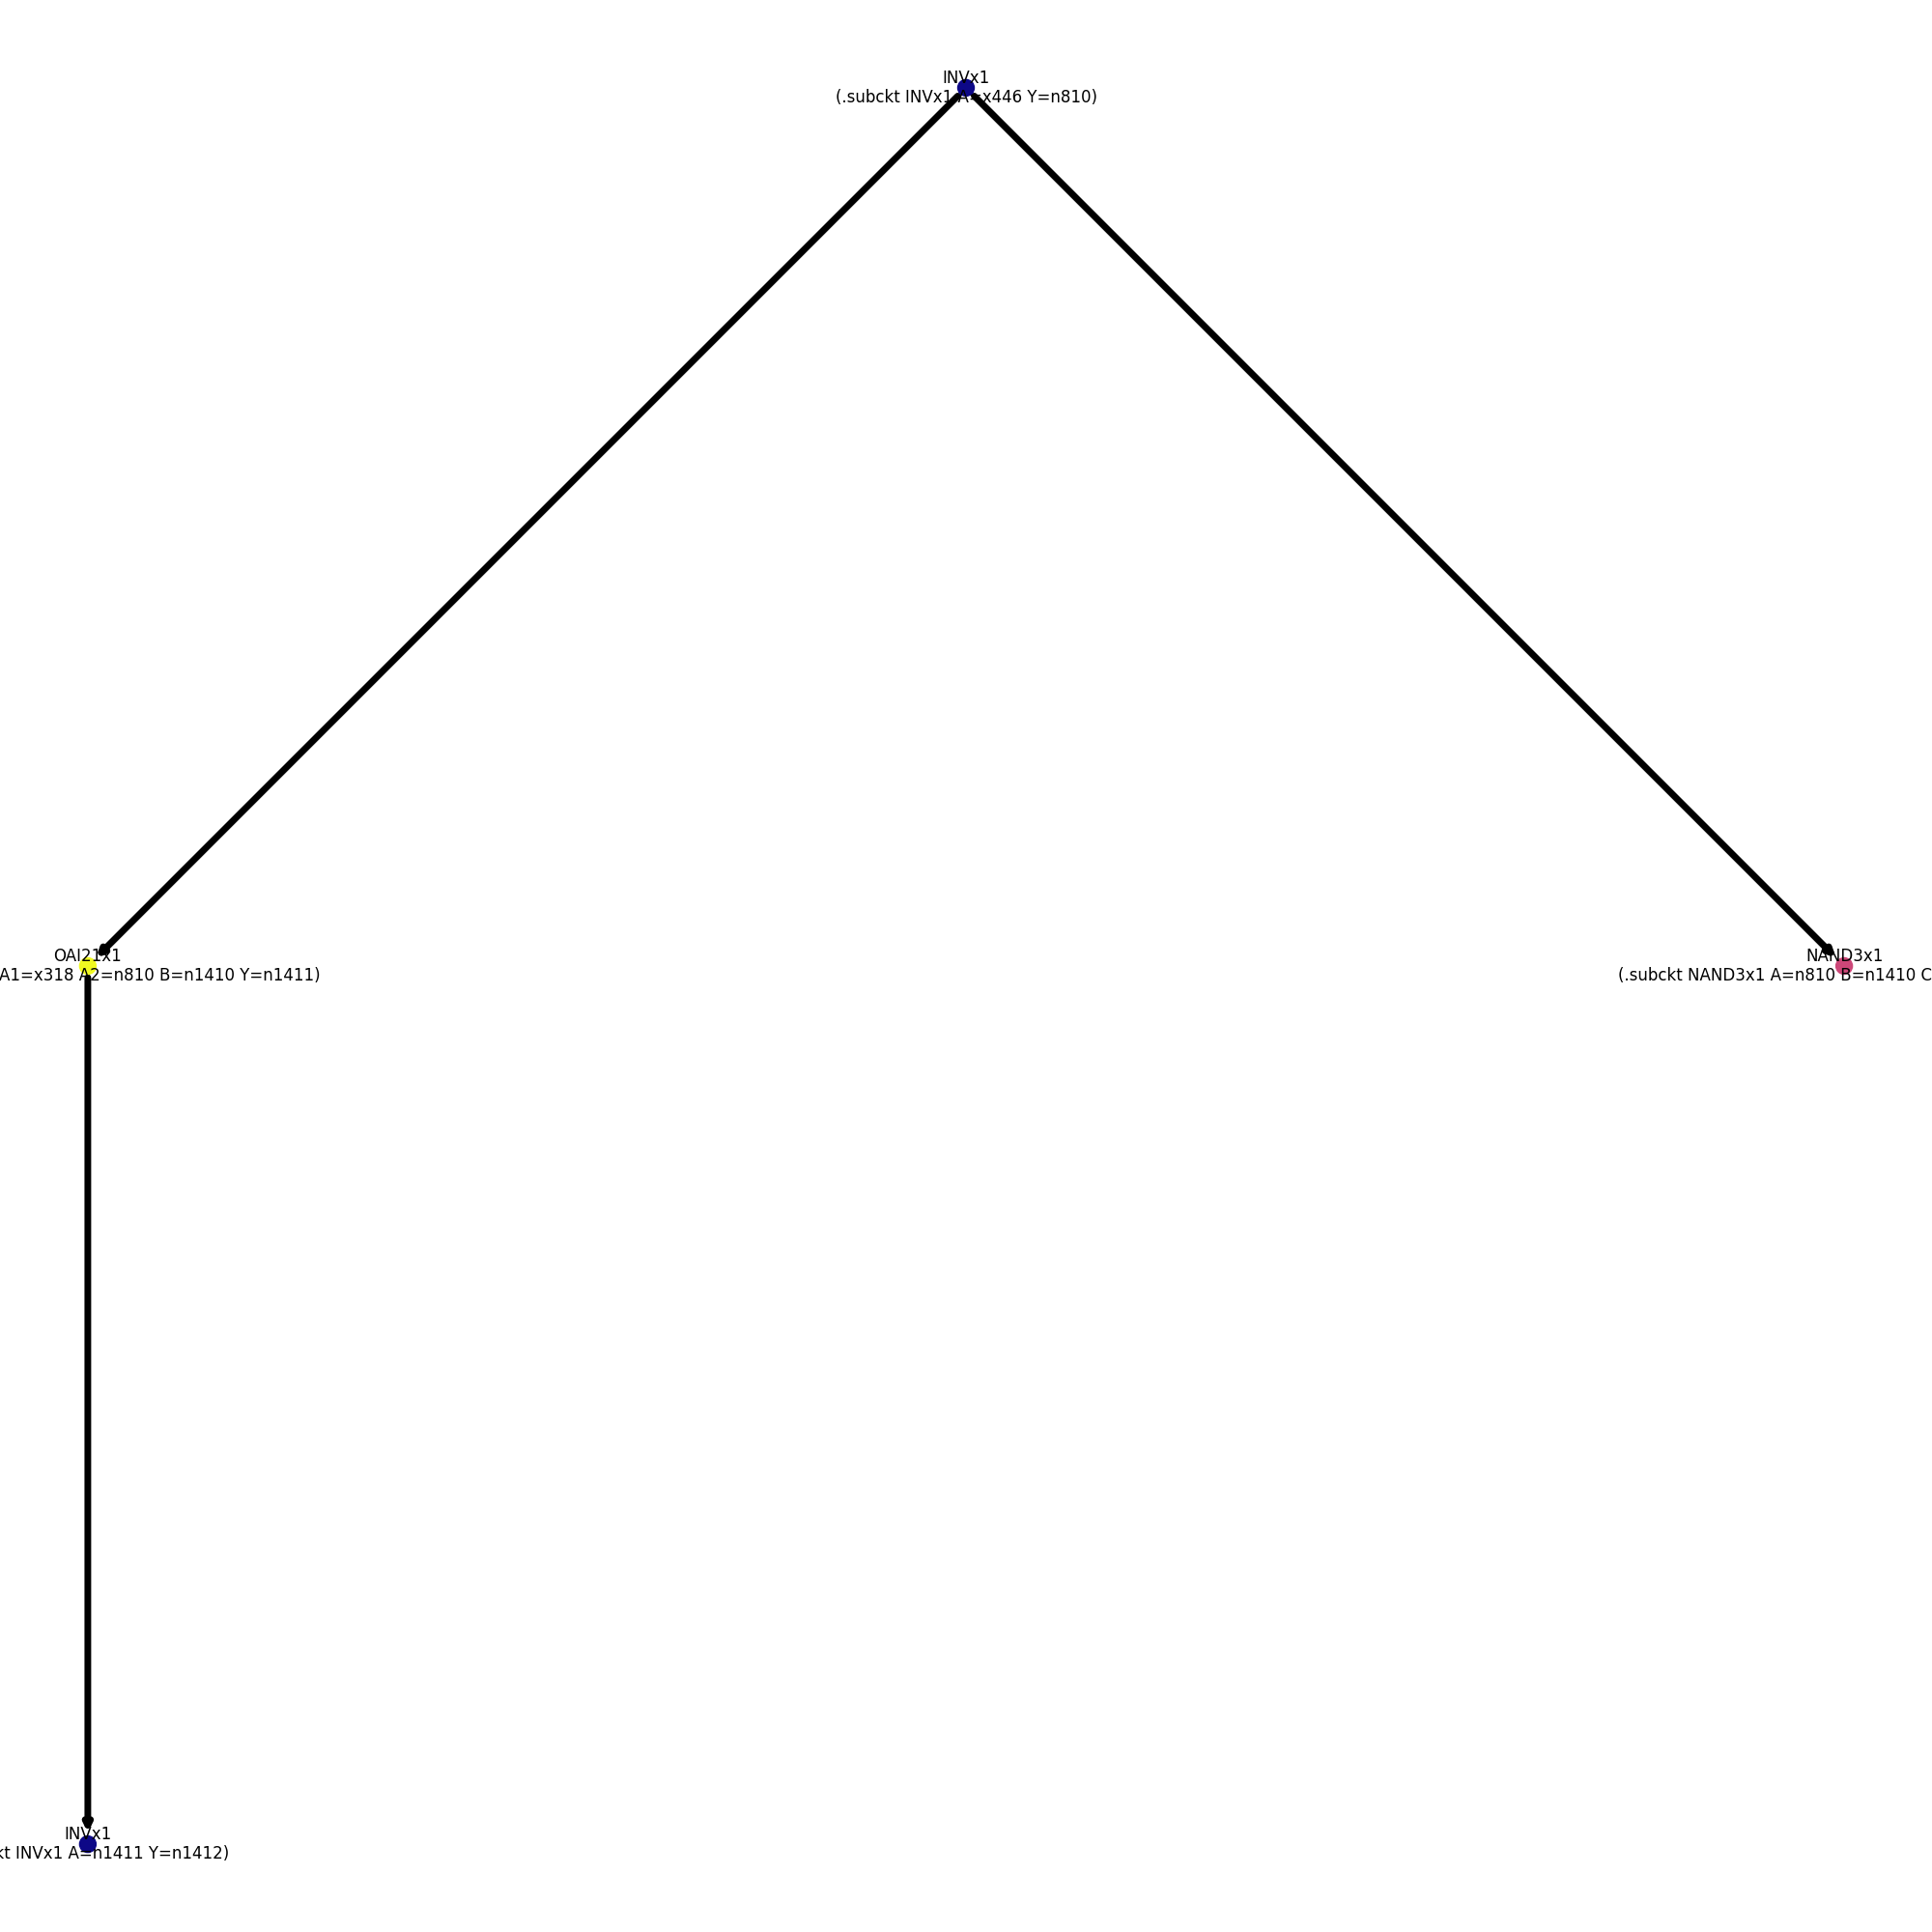 INVx1
(.subckt INVx1 A=x446 Y=n810)
OAI21x1
A1=x318 A2=n810 B=n1410 Y=n1411)
NAND3x1
(.subckt NAND3x1 A=n810 B=n1410 C
INVx1
kt INVx1 A=n1411 Y=n1412)